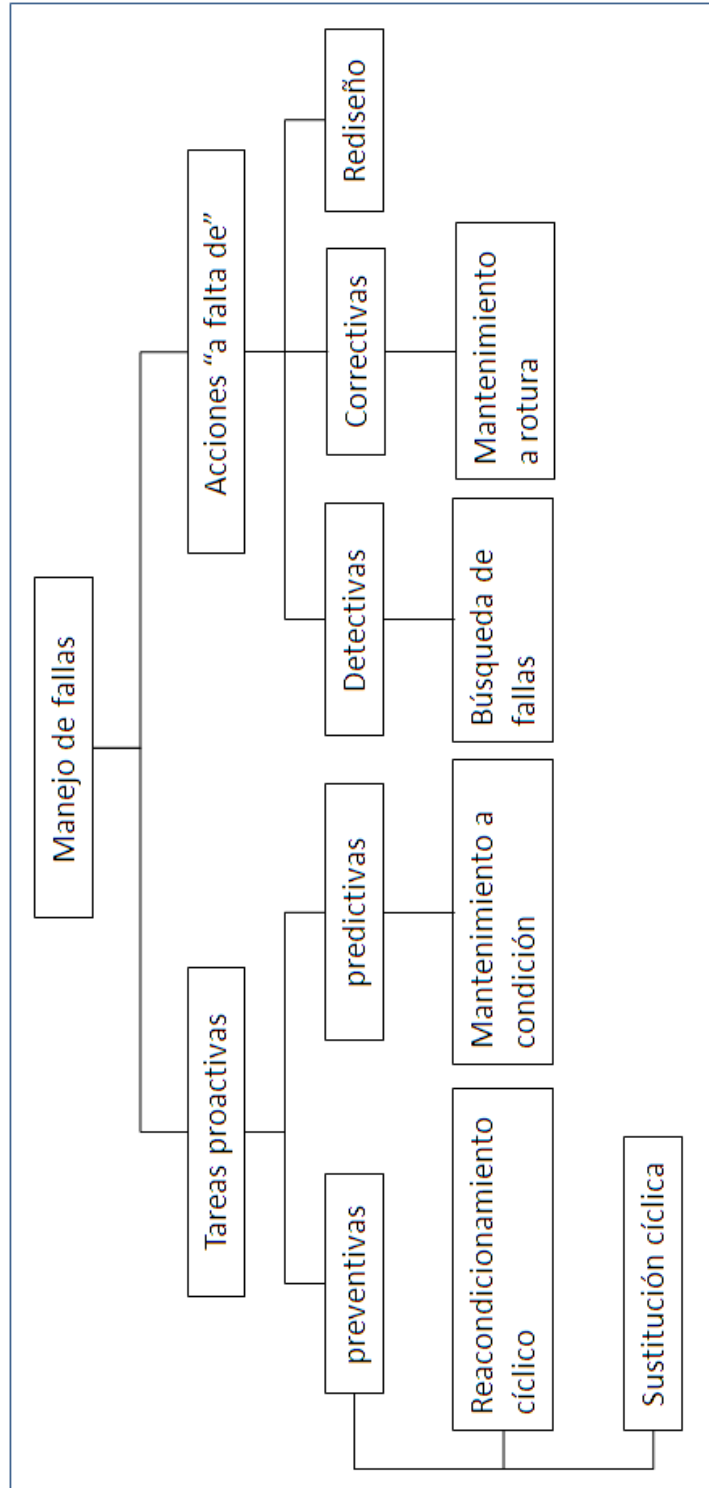 Manejo de fallas
Tareas proactivas
Acciones “a falta de”
preventivas
predictivas
Detectivas
Correctivas
Rediseño
Reacondicionamiento
cíclico
Mantenimiento a
condición
Búsqueda de
fallas
Mantenimiento
a rotura
Sustitución cíclica